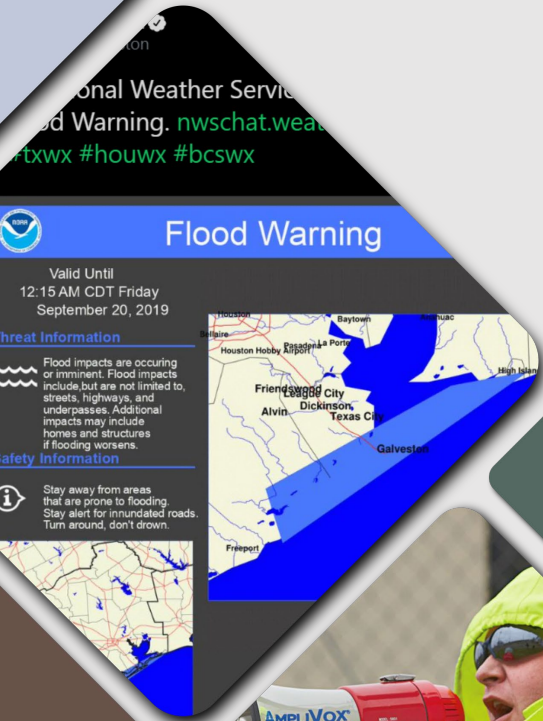 ton
onal Weather Servic
d Warning. nwschat.weat
#txwx #houwx #bcswx
NOAA
Flood Warning
Valid Until
12:15 AM CDT Friday
September 20, 2019
Threat Information
Flood impacts are occuring
or imminent. Flood impacts
include,but are not limited to,
streets, highways, and
underpasses. Additional
impacts may include
homes and structures
if flooding worsens.
Safety Information
Stay away from areas
that are prone to flooding.
Stay alert for innundated roads.
Turn around, don't drown.
Houston
Baytown
Bellaire
Pasadena
La Porte
Houston Hobby Airport
High Islan
Friendswood
League City
Dickinson
Alvin
Texas City
Galveston
Freeport
AMPLIVOX